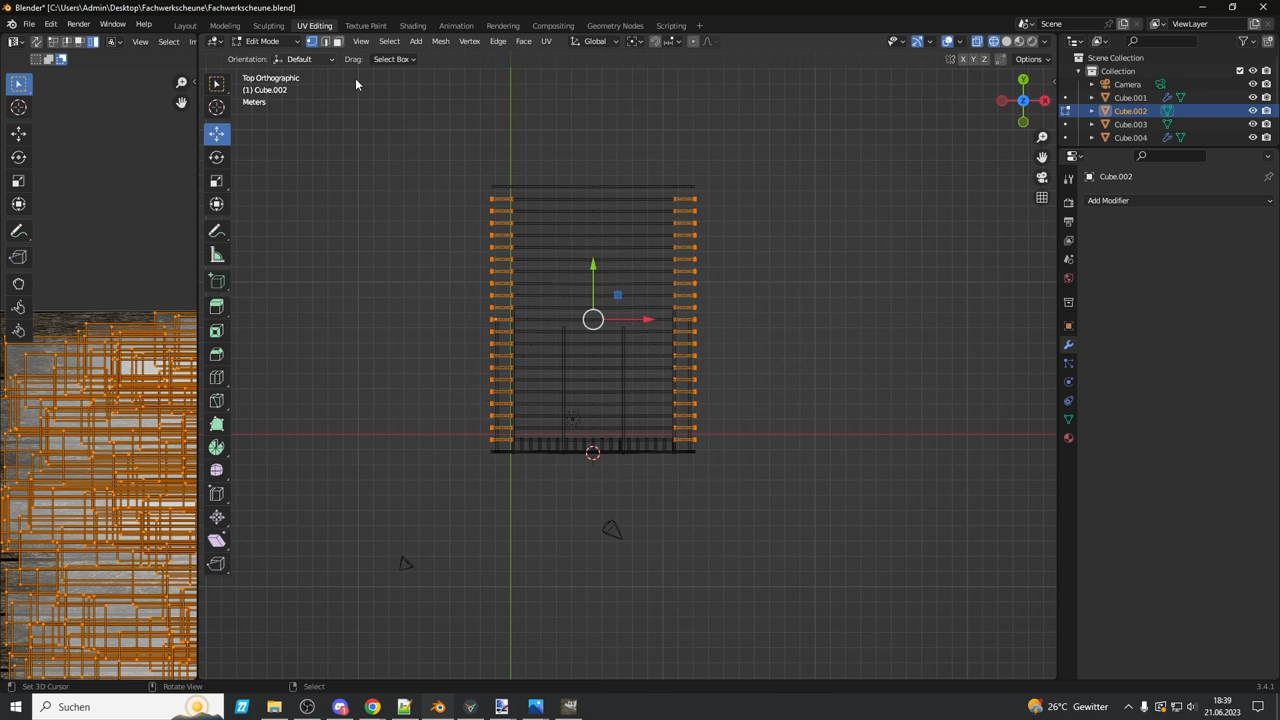 Blender* [C:\Users\Admin\Desktop\Fachwerkscheune\Fachwerkscheune.blend]
File Edit Render Window Help Layout Modeling Sculpting UV Editing Texture Paint Shading Animation Rendering Compositing Geometry Nodes Scripting + Scene ViewLayer
View Select In Edit Mode View Select Add Mesh Vertex Edge Face UV Global
Orientation: Default Drag: Select Box X Y Z Options
Scene Collection
Collection
Camera
Cube.001
Cube.002
Cube.003
Cube.004
Top Orthographic
(1) Cube.002
Meters
Y
Z
X
Cube.002
Add Modifier
Set 3D Cursor Rotate View Select 3.4.1
Suchen 26°C Gewitter 18:39
21.06.2023